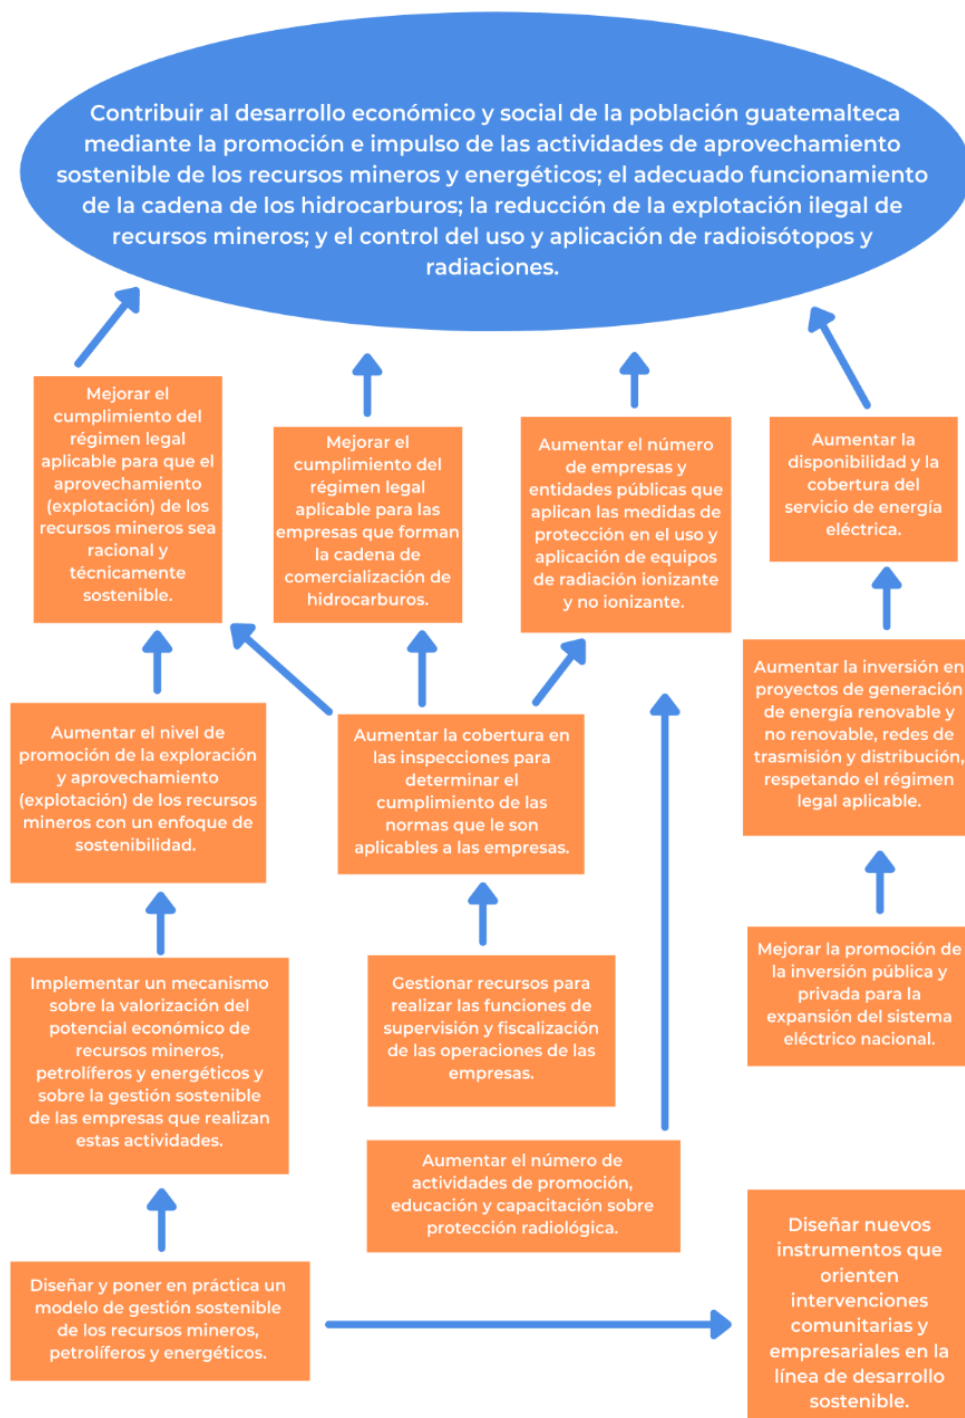 Contribuir al desarrollo económico y social de la población guatemalteca
mediante la promoción e impulso de las actividades de aprovechamiento
sostenible de los recursos mineros y energéticos; el adecuado funcionamiento
de la cadena de los hidrocarburos; la reducción de la explotación ilegal de
recursos mineros; y el control del uso y aplicación de radioisótopos y
radiaciones.
Mejorar el
cumplimiento del
régimen legal
aplicable para que el
aprovechamiento
(explotación) de los
recursos mineros sea
racional y
técnicamente
sostenible.
Mejorar el
cumplimiento del
régimen legal
aplicable para las
empresas que forman
la cadena de
comercialización de
hidrocarburos.
Aumentar el número
de empresas y
entidades públicas que
aplican las medidas de
protección en el uso y
aplicación de equipos
de radiación ionizante
y no ionizante.
Aumentar la
disponibilidad y la
cobertura del
servicio de energía
eléctrica.
Aumentar el nivel de
promoción de la exploración
y aprovechamiento
(explotación) de los recursos
mineros con un enfoque de
sostenibilidad.
Aumentar la cobertura en
las inspecciones para
determinar el
cumplimiento de las
normas que le son
aplicables a las empresas.
Aumentar la inversión en
proyectos de generación
de energía renovable y
no renovable, redes de
trasmisión y distribución,
respetando el régimen
legal aplicable.
Implementar un mecanismo
sobre la valorización del
potencial económico de
recursos mineros,
petrolíferos y energéticos y
sobre la gestión sostenible
de las empresas que realizan
estas actividades.
Gestionar recursos para
realizar las funciones de
supervisión y fiscalización
de las operaciones de las
empresas.
Mejorar la promoción de
la inversión pública y
privada para la
expansión del sistema
eléctrico nacional.
Aumentar el número de
actividades de promoción,
educación y capacitación sobre
protección radiológica.
Diseñar y poner en práctica un
modelo de gestión sostenible
de los recursos mineros,
petrolíferos y energéticos.
Diseñar nuevos
instrumentos que
orienten
intervenciones
comunitarias y
empresariales en la
línea de desarrollo
sostenible.